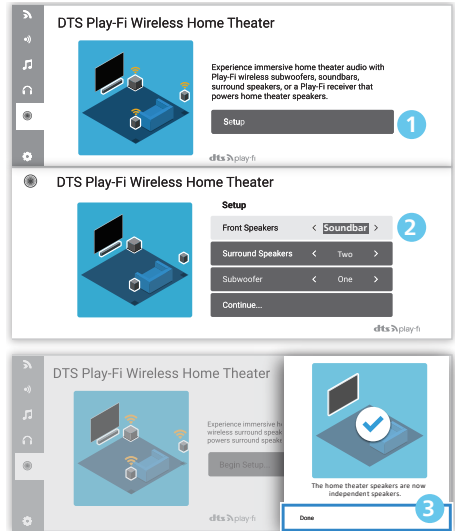 DTS Play-Fi Wireless Home Theater
Experience immersive home theater audio with
Play-Fi wireless subwoofers, soundbars,
surround speakers, or a Play-Fi receiver that
powers home theater speakers.
Setup
1
dts play-fi
DTS Play-Fi Wireless Home Theater
Setup
Front Speakers < Soundbar >
2
Surround Speakers < Two >
Subwoofer < One >
Continue...
dts play-fi
DTS Play-Fi Wireless Home Theater
Experience immersive h
wireless surround speak
powers surround speake
Begin Setup...
dts play-fi
The home theater speakers are now
independent speakers.
Done
3